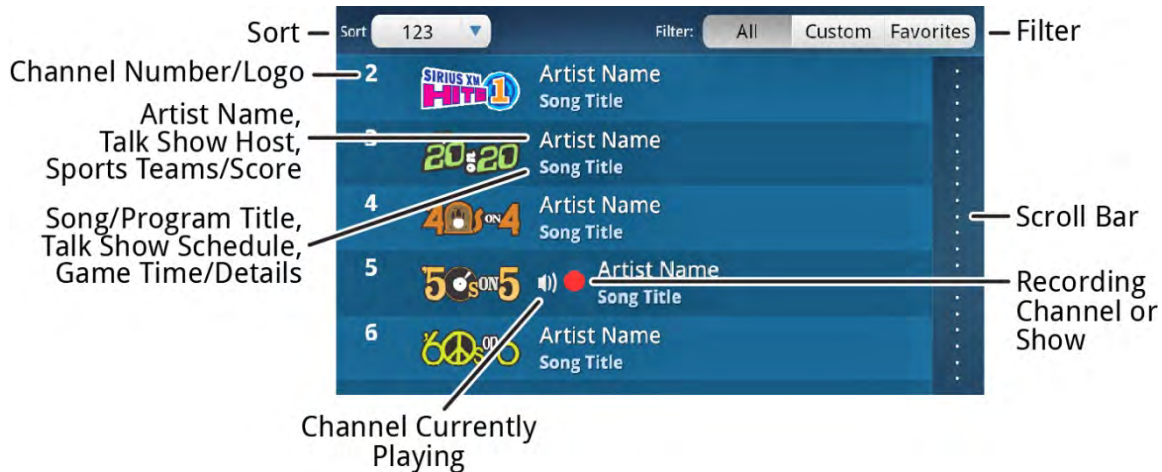 Sort
Sort
123
Filter:
All
Custom
Favorites
Filter
Channel Number/Logo
2
SIRIUS XM
HITS 1
Artist Name
Song Title
Artist Name,
Talk Show Host,
Sports Teams/Score
3
20on20
Artist Name
Song Title
Song/Program Title,
Talk Show Schedule,
Game Time/Details
4
40s ON 4
Artist Name
Song Title
Scroll Bar
5
'50s ON 5
Artist Name
Song Title
Recording
Channel or
Show
6
'60s on 6
Artist Name
Song Title
Channel Currently
Playing